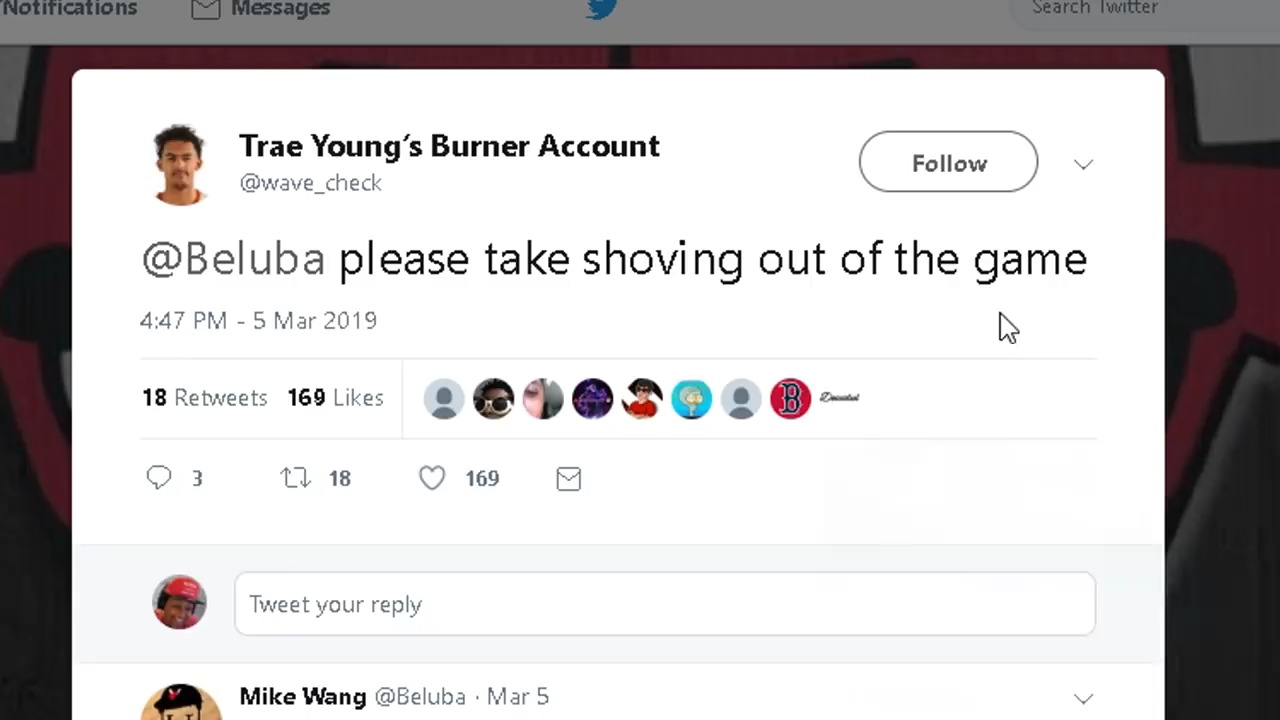 Notifications Messages Search Twitter
Trae Young's Burner Account
Follow
@wave_check
@Beluba please take shoving out of the game
4:47 PM - 5 Mar 2019
18 Retweets 169 Likes
3 18 169
Tweet your reply
Mike Wang @Beluba · Mar 5